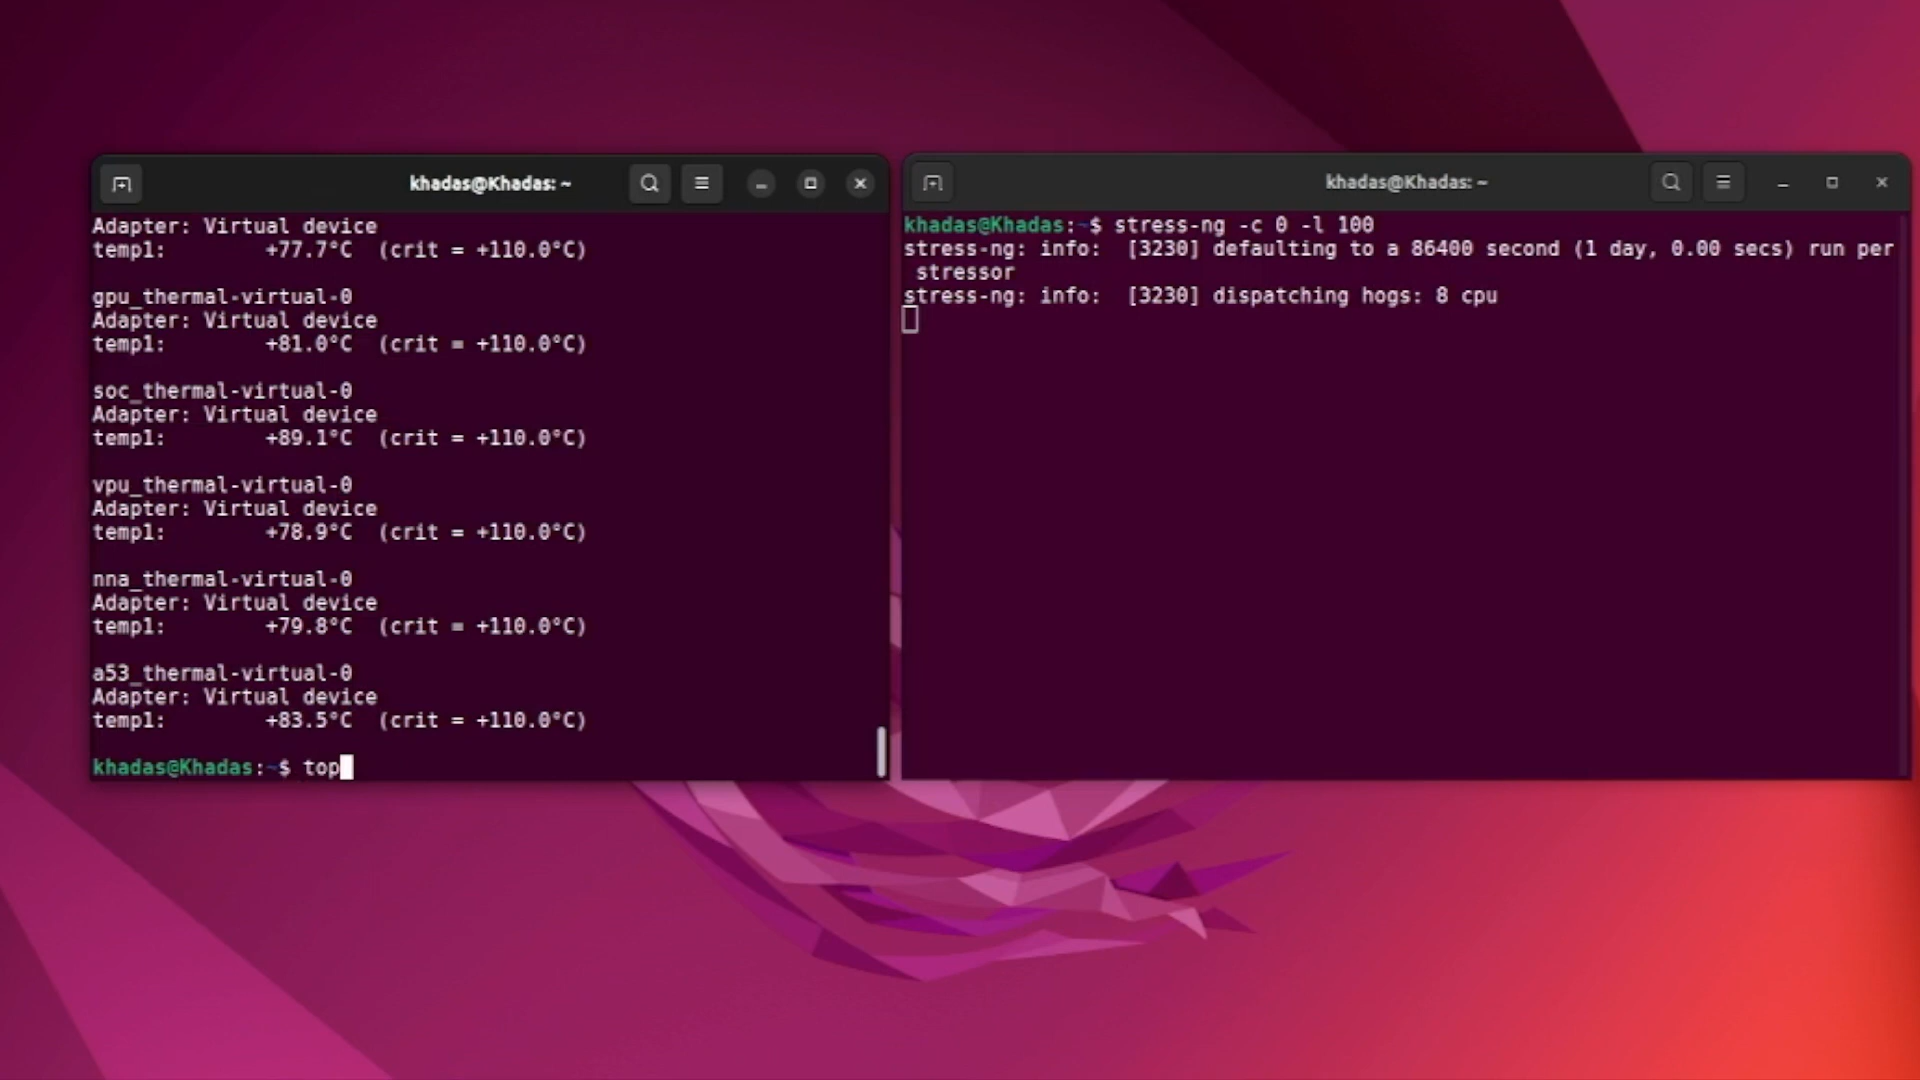 khadas@Khadas: ~
Adapter: Virtual device
temp1:        +77.7°C  (crit = +110.0°C)
gpu_thermal-virtual-0
Adapter: Virtual device
temp1:        +81.0°C  (crit = +110.0°C)
soc_thermal-virtual-0
Adapter: Virtual device
temp1:        +89.1°C  (crit = +110.0°C)
vpu_thermal-virtual-0
Adapter: Virtual device
temp1:        +78.9°C  (crit = +110.0°C)
nna_thermal-virtual-0
Adapter: Virtual device
temp1:        +79.8°C  (crit = +110.0°C)
a53_thermal-virtual-0
Adapter: Virtual device
temp1:        +83.5°C  (crit = +110.0°C)
khadas@Khadas:~$ top
khadas@Khadas: ~
khadas@Khadas:~$ stress-ng -c 0 -l 100
stress-ng: info:  [3230] defaulting to a 86400 second (1 day, 0.00 secs) run per
 stressor
stress-ng: info:  [3230] dispatching hogs: 8 cpu